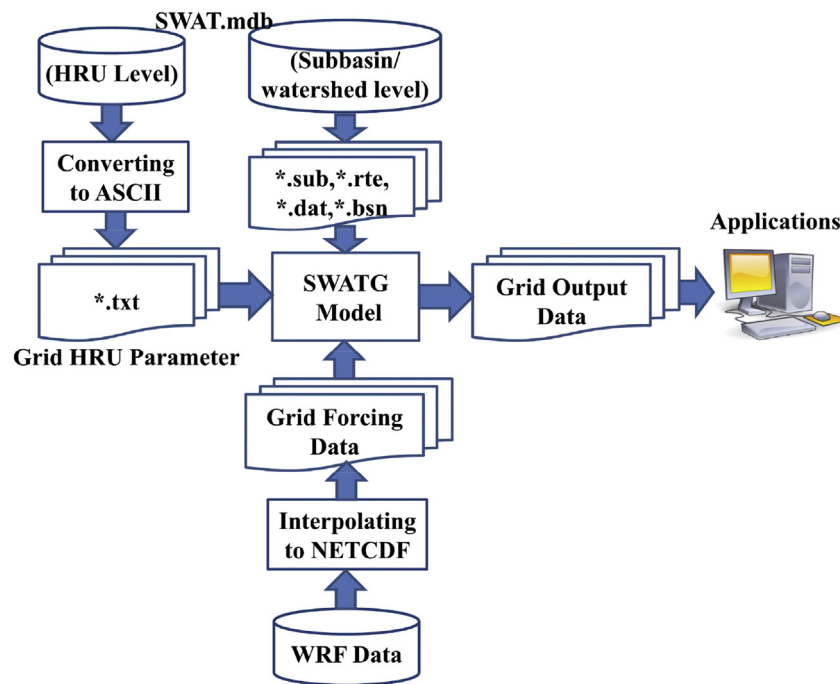 SWAT.mdb
(HRU Level)
(Subbasin/
watershed level)
Converting
to ASCII
*.sub,*.rte,
*.dat,*.bsn
Applications
*.txt
SWATG
Model
Grid Output
Data
Grid HRU Parameter
Grid Forcing
Data
Interpolating
to NETCDF
WRF Data